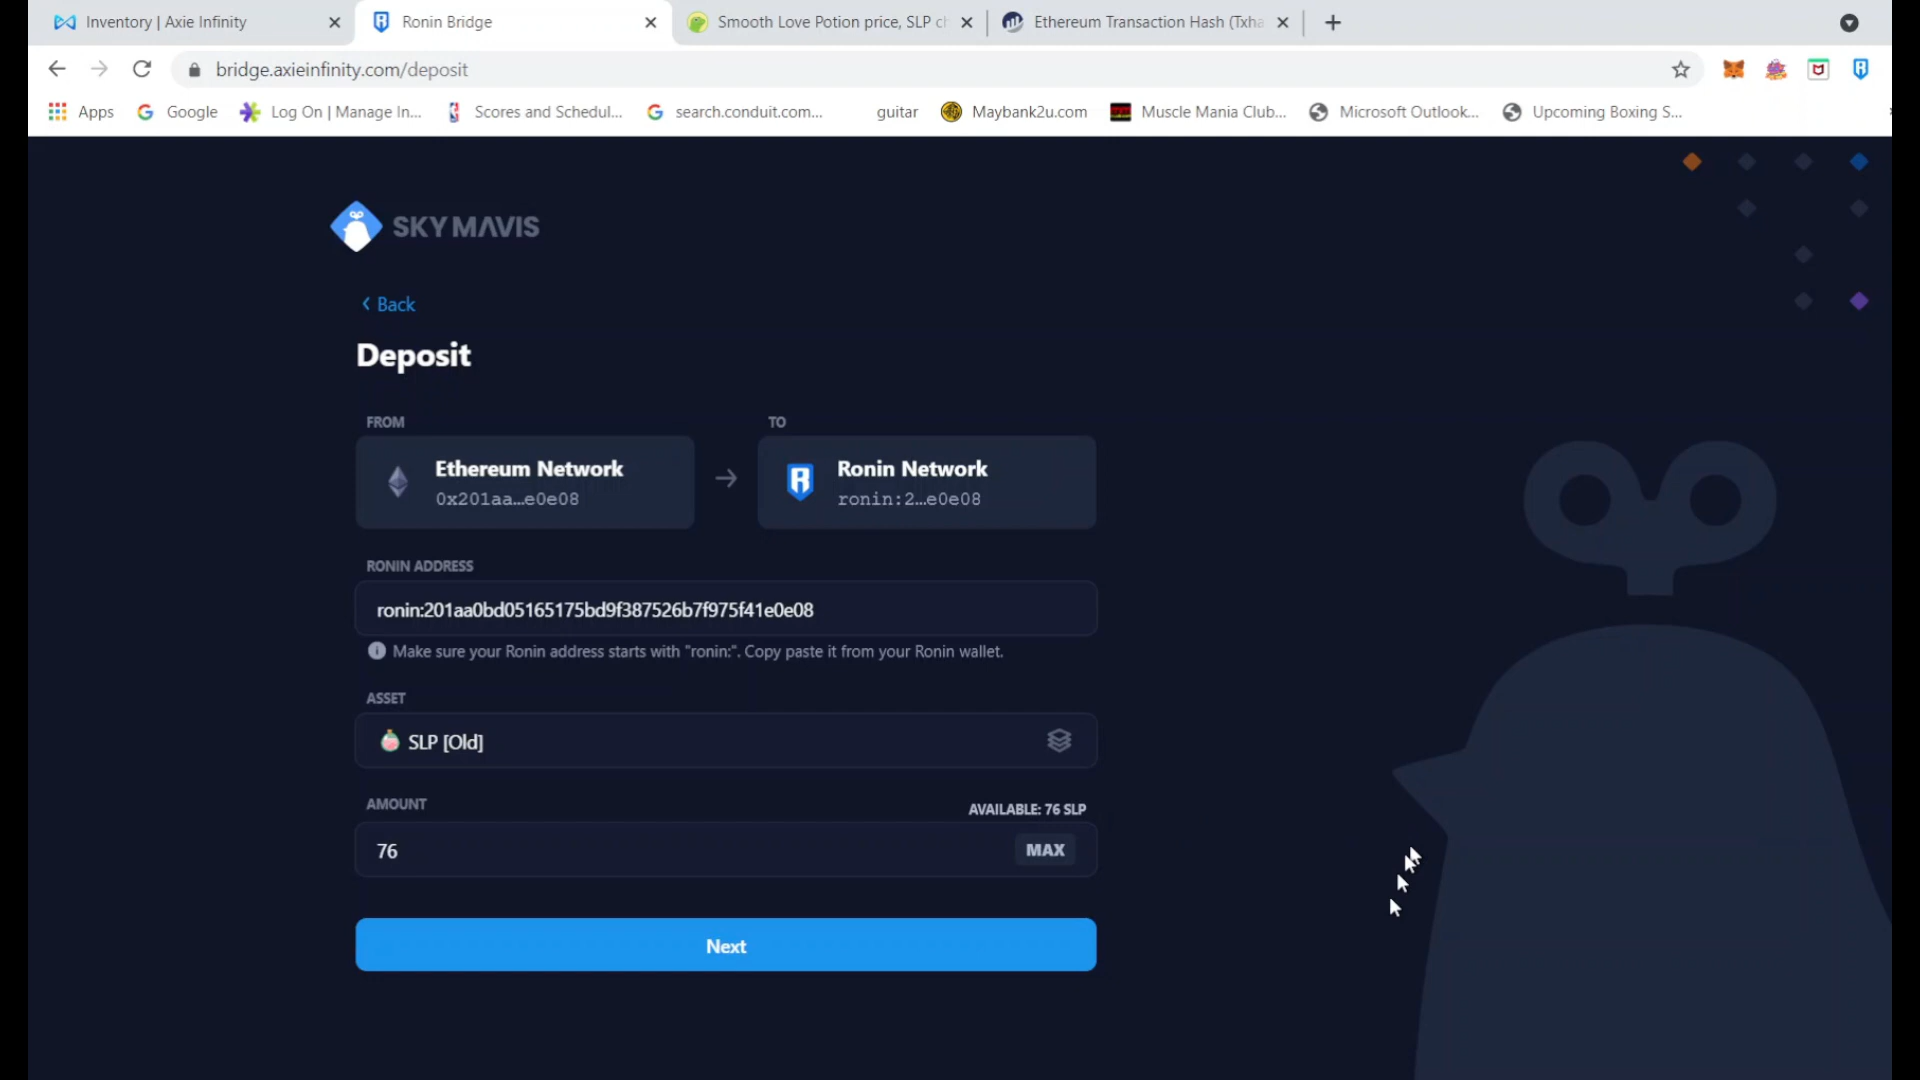 Inventory | Axie Infinity
Ronin Bridge
Smooth Love Potion price, SLP ch
Ethereum Transaction Hash (Txha
bridge.axieinfinity.com/deposit
Apps
Google
Log On | Manage In...
Scores and Schedul...
search.conduit.com...
guitar
Maybank2u.com
Muscle Mania Club...
Microsoft Outlook...
Upcoming Boxing S...
SKY MAVIS
Back
Deposit
FROM
TO
Ethereum Network
0x201aa…e0e08
Ronin Network
ronin:2…e0e08
RONIN ADDRESS
ronin:201aa0bd05165175bd9f387526b7f975f41e0e08
Make sure your Ronin address starts with "ronin:". Copy paste it from your Ronin wallet.
ASSET
SLP [Old]
AMOUNT
AVAILABLE: 76 SLP
76
MAX
Next